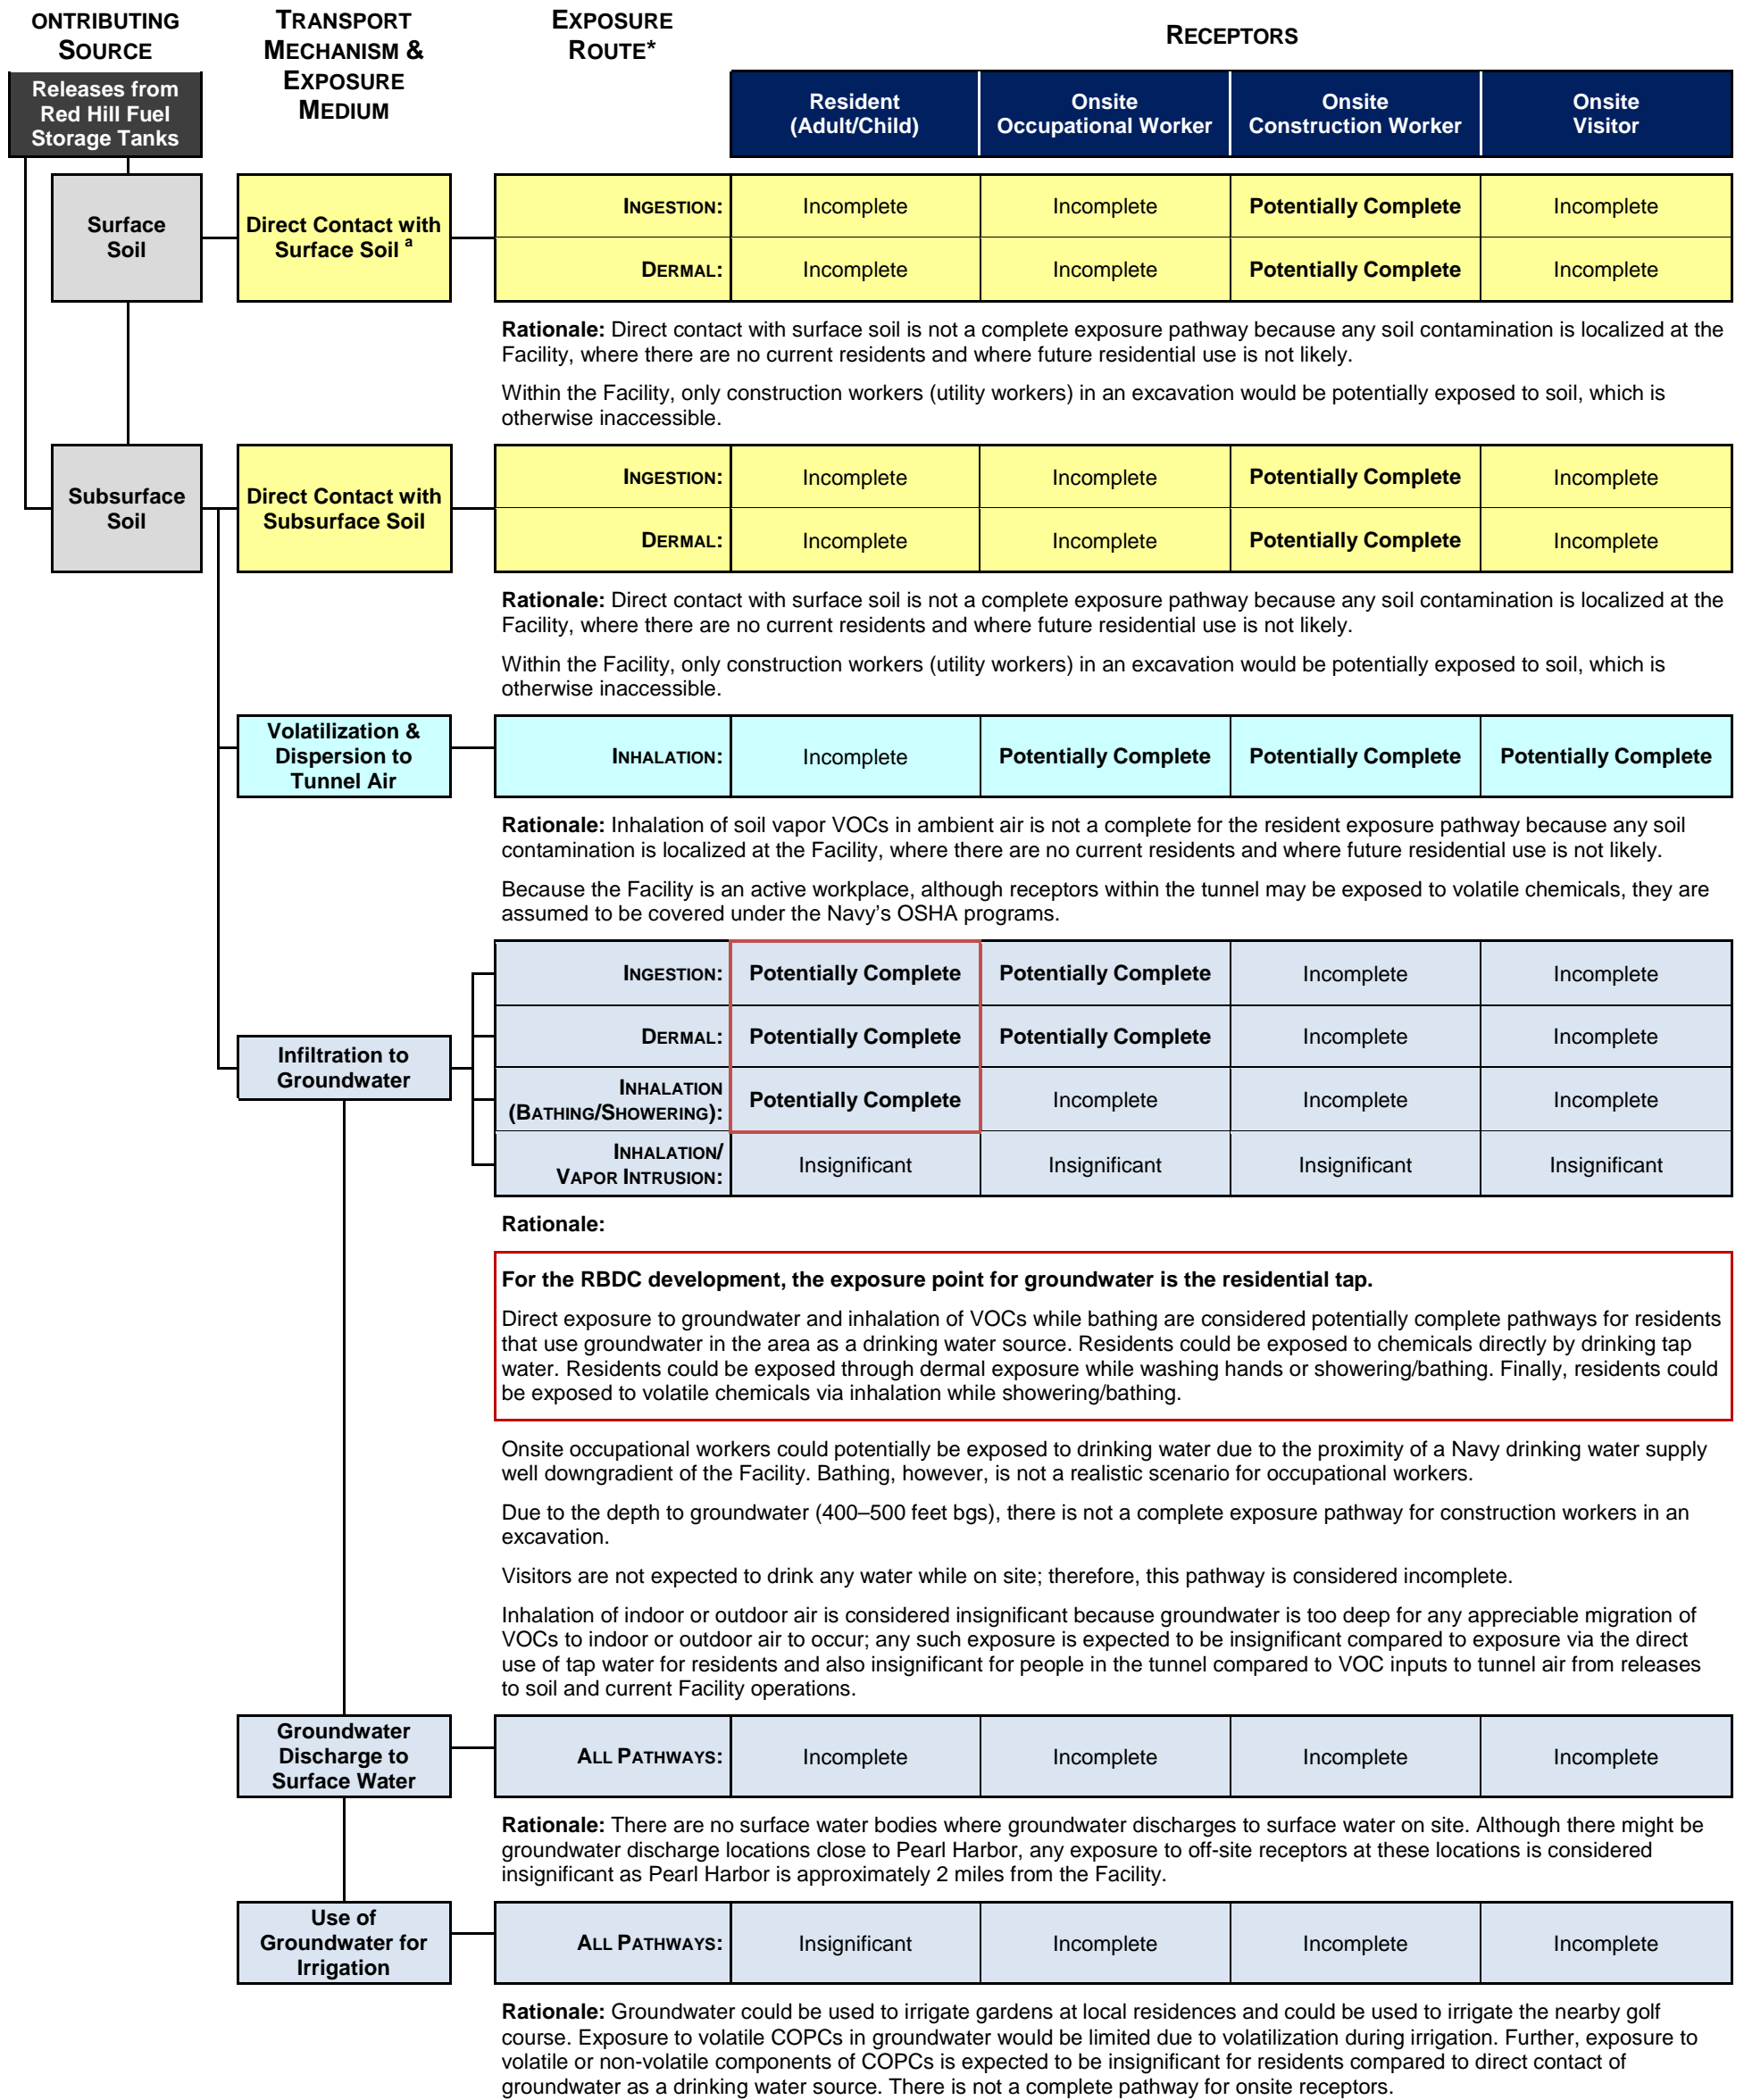 ONTRIBUTING
SOURCE
TRANSPORT
MECHANISM &
EXPOSURE
MEDIUM
EXPOSURE
ROUTE*
RECEPTORS
Releases from
Red Hill Fuel
Storage Tanks
Resident
(Adult/Child)
Onsite
Occupational Worker
Onsite
Construction Worker
Onsite
Visitor
Surface
Soil
Direct Contact with
Surface Soil a
INGESTION: Incomplete Incomplete Potentially Complete Incomplete
DERMAL: Incomplete Incomplete Potentially Complete Incomplete
Rationale: Direct contact with surface soil is not a complete exposure pathway because any soil contamination is localized at the
Facility, where there are no current residents and where future residential use is not likely.
Within the Facility, only construction workers (utility workers) in an excavation would be potentially exposed to soil, which is
otherwise inaccessible.
Subsurface
Soil
Direct Contact with
Subsurface Soil
INGESTION: Incomplete Incomplete Potentially Complete Incomplete
DERMAL: Incomplete Incomplete Potentially Complete Incomplete
Rationale: Direct contact with surface soil is not a complete exposure pathway because any soil contamination is localized at the
Facility, where there are no current residents and where future residential use is not likely.
Within the Facility, only construction workers (utility workers) in an excavation would be potentially exposed to soil, which is
otherwise inaccessible.
Volatilization &
Dispersion to
Tunnel Air
INHALATION: Incomplete Potentially Complete Potentially Complete Potentially Complete
Rationale: Inhalation of soil vapor VOCs in ambient air is not a complete for the resident exposure pathway because any soil
contamination is localized at the Facility, where there are no current residents and where future residential use is not likely.
Because the Facility is an active workplace, although receptors within the tunnel may be exposed to volatile chemicals, they are
assumed to be covered under the Navy's OSHA programs.
Infiltration to
Groundwater
INGESTION: Potentially Complete Potentially Complete Incomplete Incomplete
DERMAL: Potentially Complete Potentially Complete Incomplete Incomplete
INHALATION
(BATHING/SHOWERING): Potentially Complete Incomplete Incomplete Incomplete
INHALATION/
VAPOR INTRUSION: Insignificant Insignificant Insignificant Insignificant
Rationale:
For the RBDC development, the exposure point for groundwater is the residential tap.
Direct exposure to groundwater and inhalation of VOCs while bathing are considered potentially complete pathways for residents
that use groundwater in the area as a drinking water source. Residents could be exposed to chemicals directly by drinking tap
water. Residents could be exposed through dermal exposure while washing hands or showering/bathing. Finally, residents could
be exposed to volatile chemicals via inhalation while showering/bathing.
Onsite occupational workers could potentially be exposed to drinking water due to the proximity of a Navy drinking water supply
well downgradient of the Facility. Bathing, however, is not a realistic scenario for occupational workers.
Due to the depth to groundwater (400–500 feet bgs), there is not a complete exposure pathway for construction workers in an
excavation.
Visitors are not expected to drink any water while on site; therefore, this pathway is considered incomplete.
Inhalation of indoor or outdoor air is considered insignificant because groundwater is too deep for any appreciable migration of
VOCs to indoor or outdoor air to occur; any such exposure is expected to be insignificant compared to exposure via the direct
use of tap water for residents and also insignificant for people in the tunnel compared to VOC inputs to tunnel air from releases
to soil and current Facility operations.
Groundwater
Discharge to
Surface Water
ALL PATHWAYS: Incomplete Incomplete Incomplete Incomplete
Rationale: There are no surface water bodies where groundwater discharges to surface water on site. Although there might be
groundwater discharge locations close to Pearl Harbor, any exposure to off-site receptors at these locations is considered
insignificant as Pearl Harbor is approximately 2 miles from the Facility.
Use of
Groundwater for
Irrigation
ALL PATHWAYS: Insignificant Incomplete Incomplete Incomplete
Rationale: Groundwater could be used to irrigate gardens at local residences and could be used to irrigate the nearby golf
course. Exposure to volatile COPCs in groundwater would be limited due to volatilization during irrigation. Further, exposure to
volatile or non-volatile components of COPCs is expected to be insignificant for residents compared to direct contact of
groundwater as a drinking water source. There is not a complete pathway for onsite receptors.